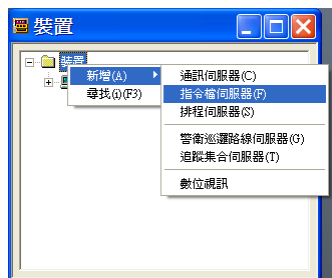 裝置
裝置
新增(A)
尋找(i)(F3)
通訊伺服器(C)
指令檔伺服器(F)
排程伺服器(S)
警衛巡邏路線伺服器(G)
追蹤集合伺服器(T)
數位視訊